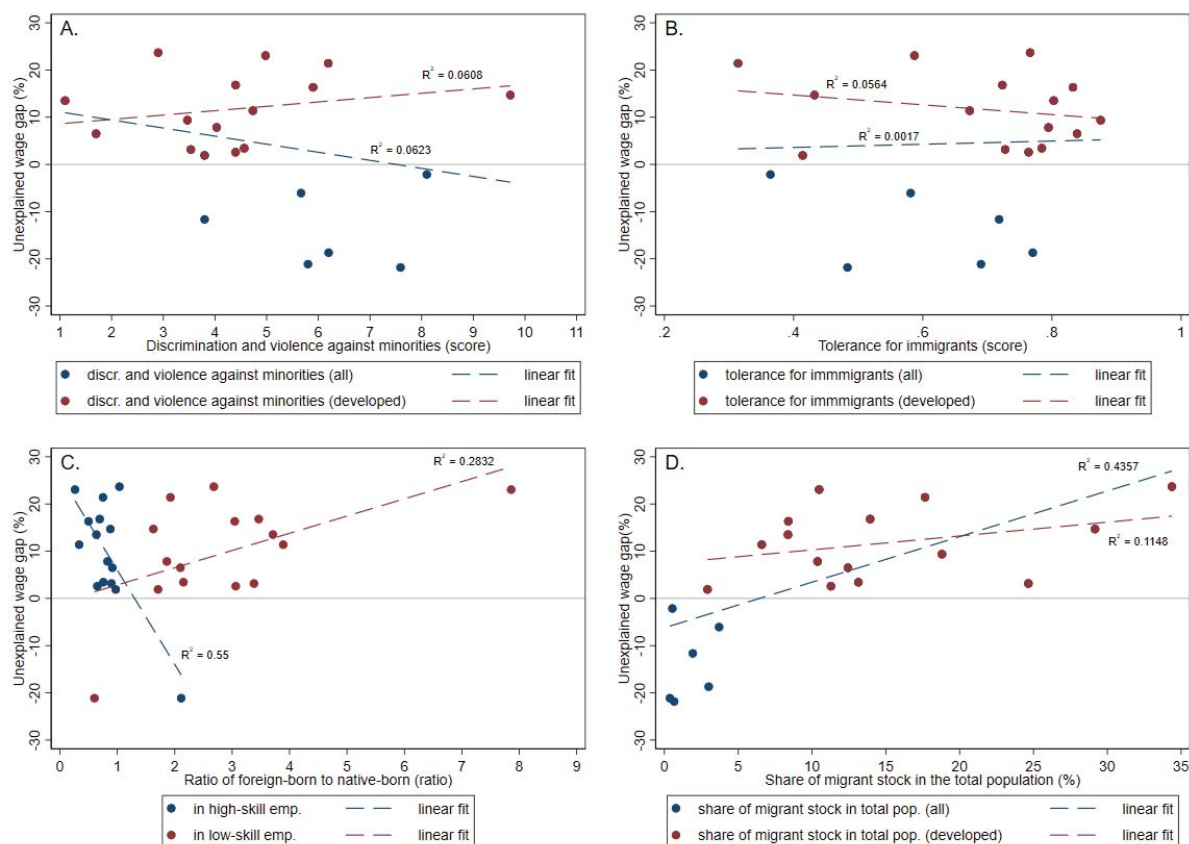 A.
Unexplained wage gap (%)
30
20
10
0
-10
-20
-30
R² = 0.0608
R² = 0.0623
1 2 3 4 5 6 7 8 9 10 11
Discrimination and violence against minorities (score)
discr. and violence against minorities (all) linear fit
discr. and violence against minorities (developed) linear fit
B.
Unexplained wage gap (%)
30
20
10
0
-10
-20
-30
R² = 0.0564
R² = 0.0017
.2 .4 .6 .8 1
Tolerance for immigrants (score)
tolerance for immmigrants (all) linear fit
tolerance for immmigrants (developed) linear fit
C.
Unexplained wage gap (%)
30
20
10
0
-10
-20
-30
R² = 0.2832
R² = 0.55
0 1 2 3 4 5 6 7 8 9
Ratio of foreign-born to native-born (ratio)
in high-skill emp. linear fit
in low-skill emp. linear fit
D.
Unexplained wage gap(%)
30
20
10
0
-10
-20
-30
R² = 0.4357
R² = 0.1148
0 5 10 15 20 25 30 35
Share of migrant stock in the total population (%)
share of migrant stock in total pop. (all) linear fit
share of migrant stock in total pop. (developed) linear fit